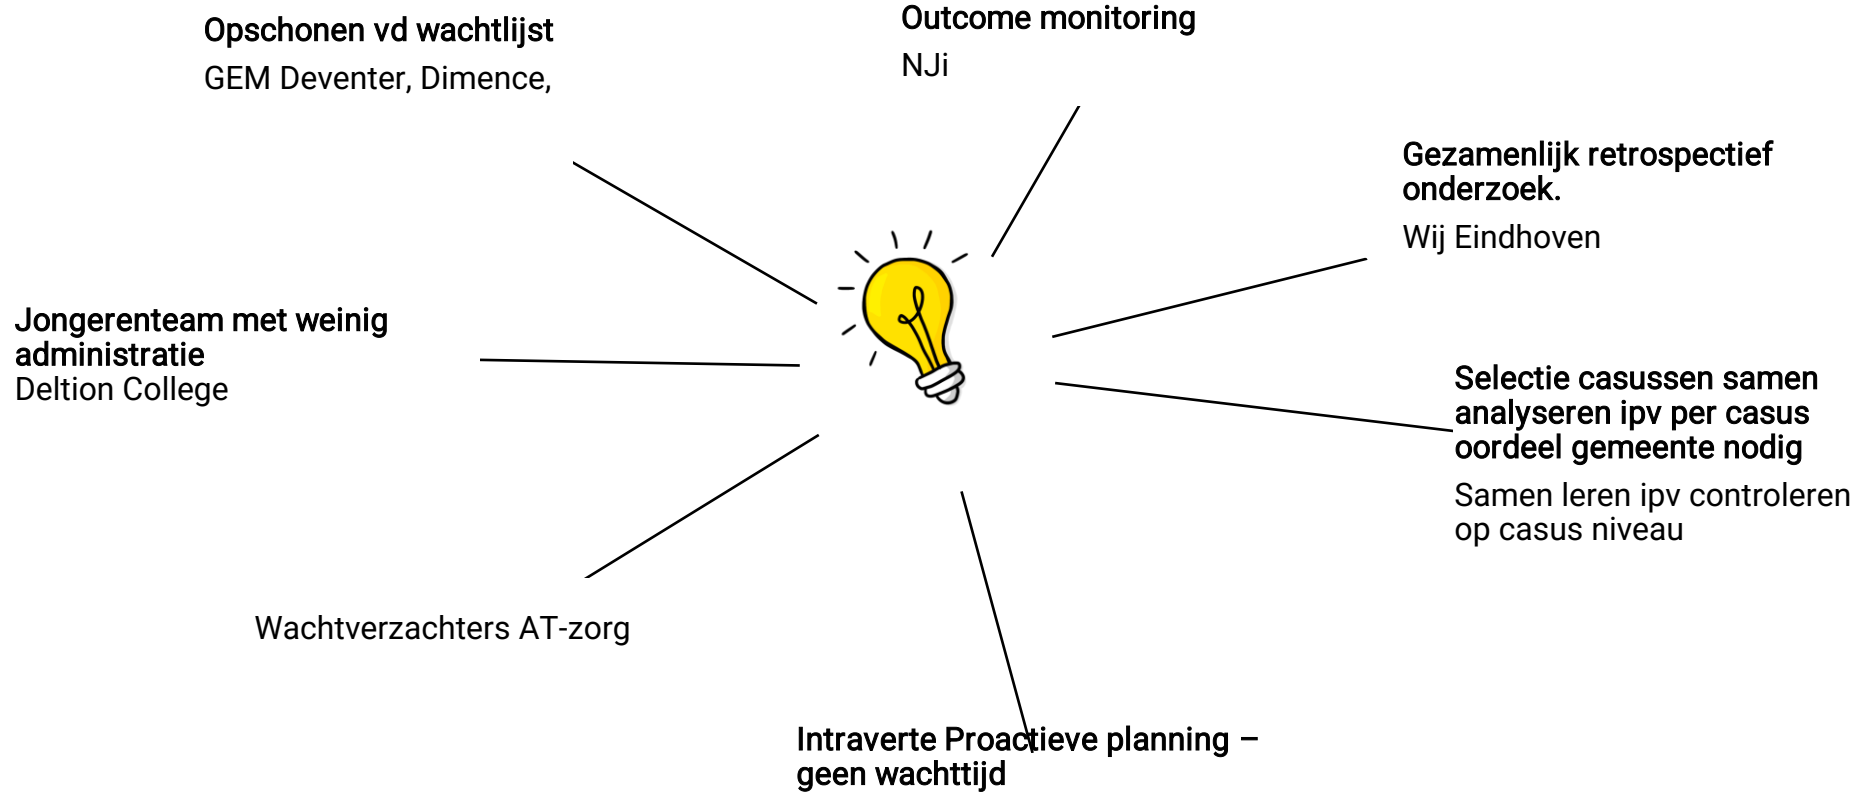 Opschonen vd wachtlijst
GEM Deventer, Dimence,
Outcome monitoring
NJi
Gezamenlijk retrospectief
onderzoek.
Wij Eindhoven
Jongerenteam met weinig
administratie
Deltion College
Selectie casussen samen
analyseren ipv per casus
oordeel gemeente nodig
Samen leren ipv controleren
op casus niveau
Wachtverzachters AT-zorg
Intraverte Proactieve planning –
geen wachttijd